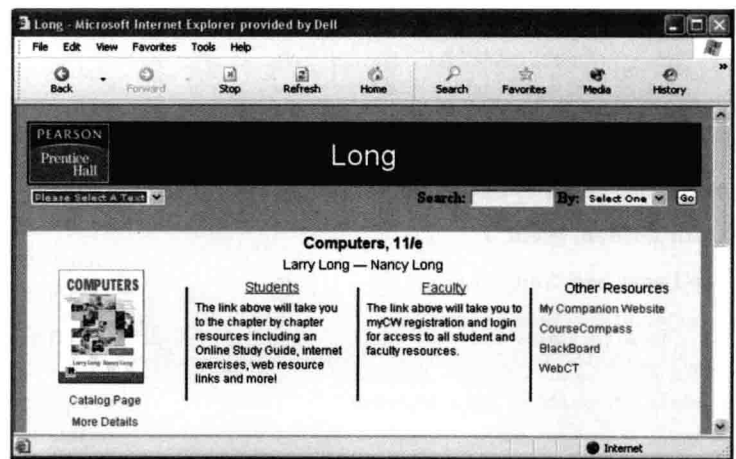 Long - Microsoft Internet Explorer provided by Dell
File Edit View Favorites Tools Help
Back Forward Stop Refresh Home Search Favorites Media History »
PEARSON
Prentice
Hall
Long
Please Select A Text Search: By: Select One Go
Computers, 11/e
Larry Long — Nancy Long
COMPUTERS
Larry Long Nancy Long
Catalog Page
More Details
Students
The link above will take you
to the chapter by chapter
resources including an
Online Study Guide, internet
exercises, web resource
links and more!
Faculty
The link above will take you to
myCW registration and login
for access to all student and
faculty resources.
Other Resources
My Companion Website
CourseCompass
BlackBoard
WebCT
Internet